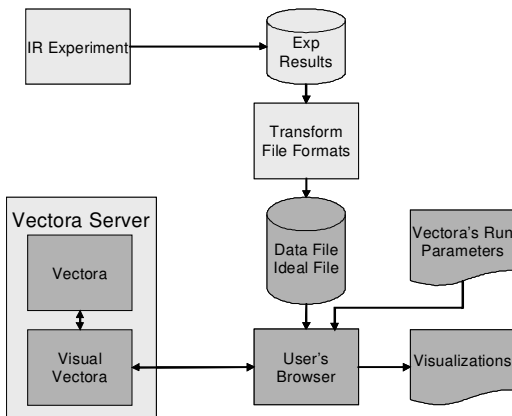 IR Experiment
Exp
Results
Transform
File Formats
Vectora Server
Vectora
Visual
Vectora
Data File
Ideal File
Vectora's Run
Parameters
User's
Browser
Visualizations